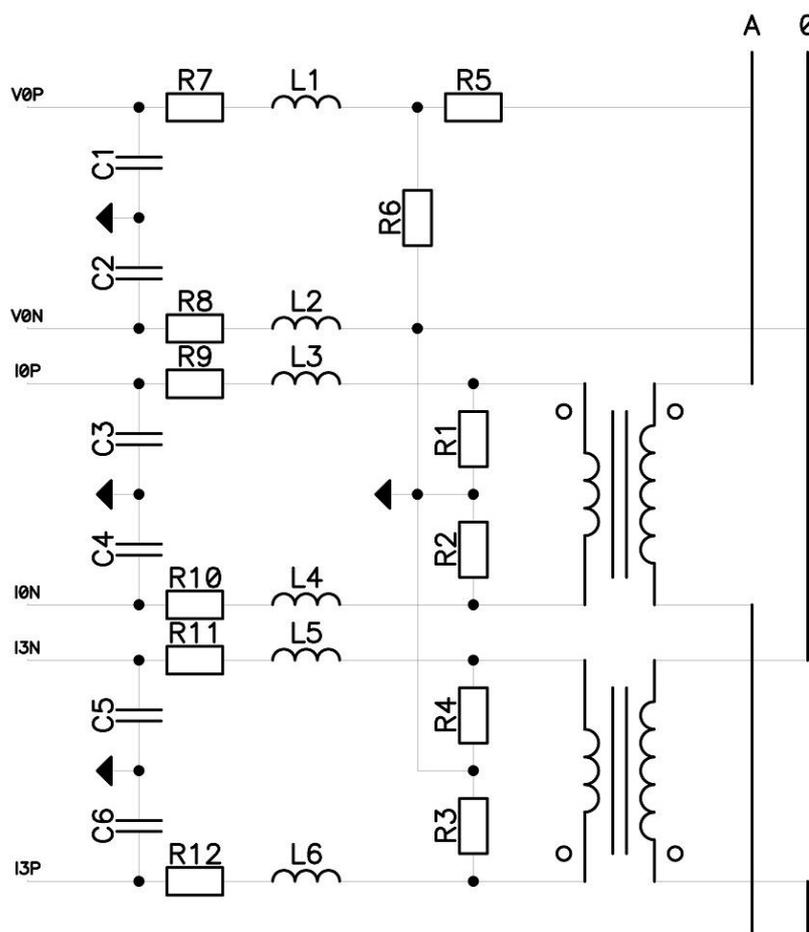 A 0
V0P R7 L1 R5
C1
R6
C2
V0N R8 L2
I0P R9 L3
C3 R1
C4 R2
I0N R10 L4
I3N R11 L5
C5 R4
C6 R3
I3P R12 L6